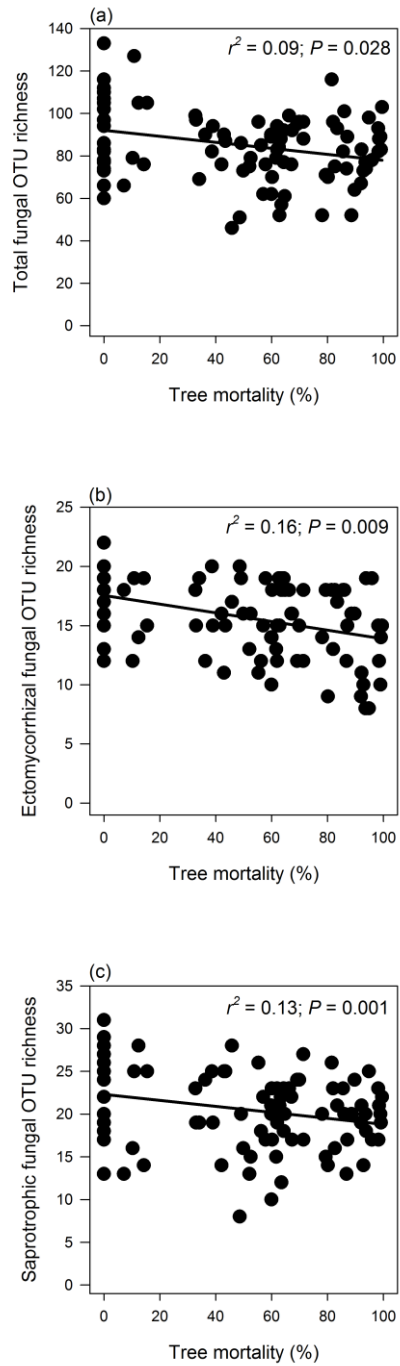 (a)
r² = 0.09; P = 0.028
Total fungal OTU richness
140
120
100
80
60
40
20
0
0 20 40 60 80 100
Tree mortality (%)
(b)
r² = 0.16; P = 0.009
Ectomycorrhizal fungal OTU richness
25
20
15
10
5
0
0 20 40 60 80 100
Tree mortality (%)
(c)
r² = 0.13; P = 0.001
Saprotrophic fungal OTU richness
35
30
25
20
15
10
5
0
0 20 40 60 80 100
Tree mortality (%)